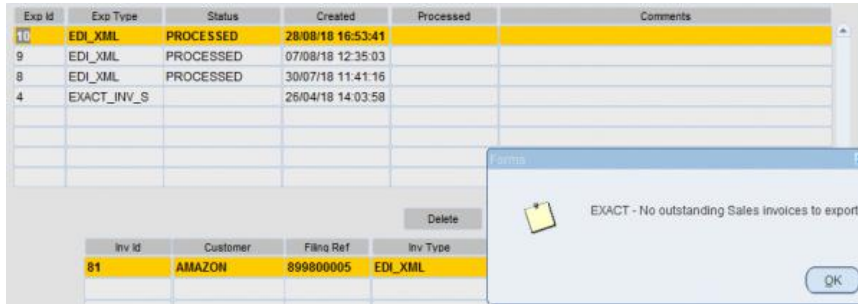 Exp Id Exp Type Status Created Processed Comments
10 EDI_XML PROCESSED 28/08/18 16:53:41
9 EDI_XML PROCESSED 07/08/18 12:35:03
8 EDI_XML PROCESSED 30/07/18 11:41:16
4 EXACT_INV_S 26/04/18 14:03:58
Forms
EXACT - No outstanding Sales invoices to export
Delete
Inv Id Customer Filing Ref Inv Type
81 AMAZON 899800005 EDI_XML
OK